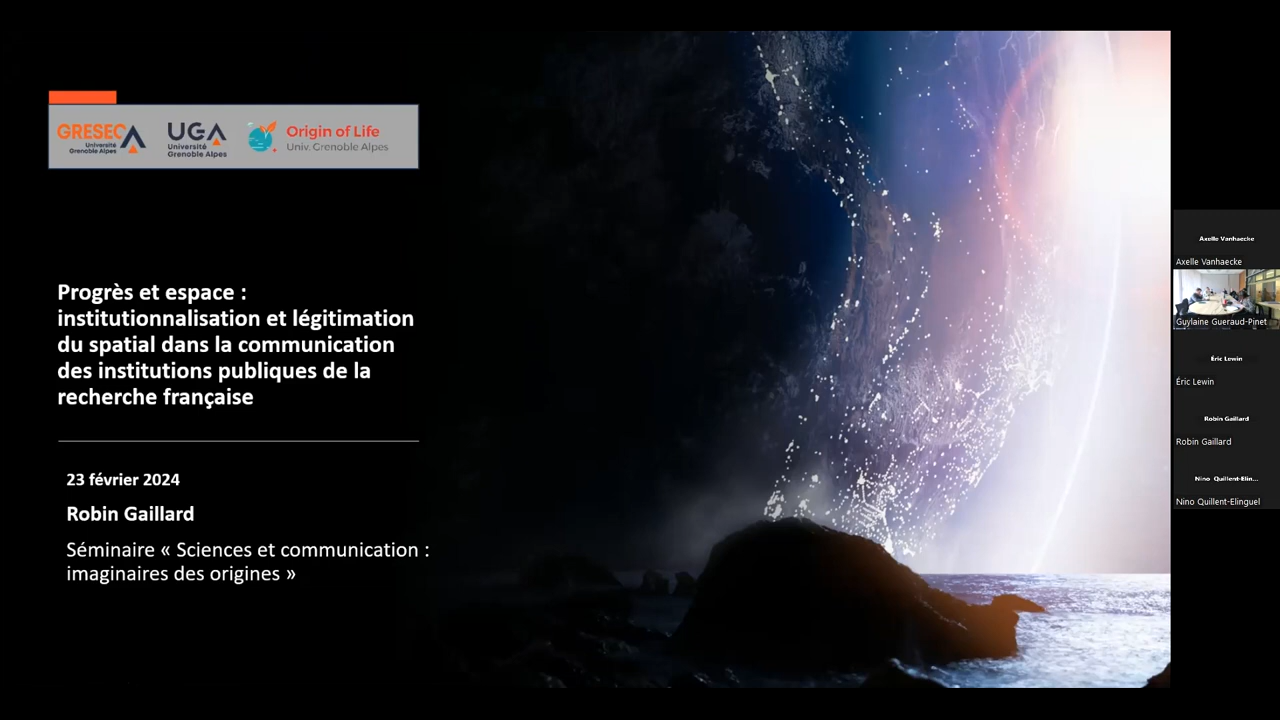 GRESEC
Université
Grenoble Alpes
UGA
Université
Grenoble Alpes
Origin of Life
Univ. Grenoble Alpes
Progrès et espace :
institutionnalisation et légitimation
du spatial dans la communication
des institutions publiques de la
recherche française
23 février 2024
Robin Gaillard
Séminaire « Sciences et communication :
imaginaires des origines »
Axelle Vanhaecke
Axelle Vanhaecke
Guylaine Gueraud-Pinet
Éric Lewin
Éric Lewin
Robin Gaillard
Robin Gaillard
Nino Quillent-Elin...
Nino Quillent-Elinguel